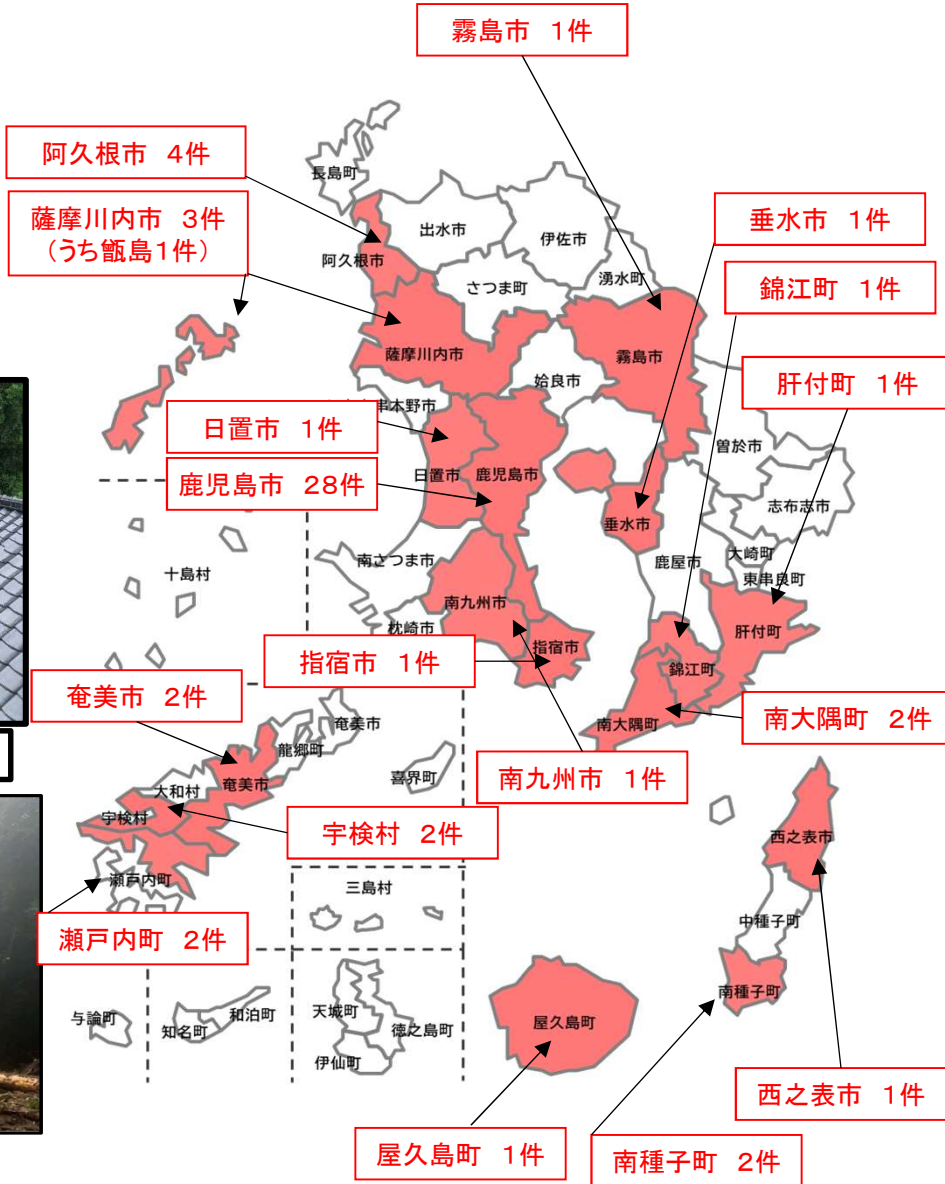 霧島市 1件
阿久根市 4件
長島町
薩摩川内市 3件
(うち甑島1件)
出水市
伊佐市
垂水市 1件
阿久根市
さつま町
湧水町
錦江町 1件
薩摩川内市
霧島市
姶良市
肝付町 1件
串木野市
日置市 1件
曽於市
日置市
鹿児島市
鹿児島市 28件
志布志市
垂水市
大崎町
鹿屋市
南さつま市
東串良町
十島村
南九州市
枕崎市
肝付町
指宿市
指宿市 1件
錦江町
奄美市 2件
奄美市
南大隅町
南大隅町 2件
龍郷町
喜界町
南九州市 1件
大和村
奄美市
宇検村
宇検村 2件
西之表市
瀬戸内町
三島村
中種子町
瀬戸内町 2件
南種子町
与論町
知名町
和泊町
天城町
徳之島町
伊仙町
屋久島町
西之表市 1件
屋久島町 1件
南種子町 2件